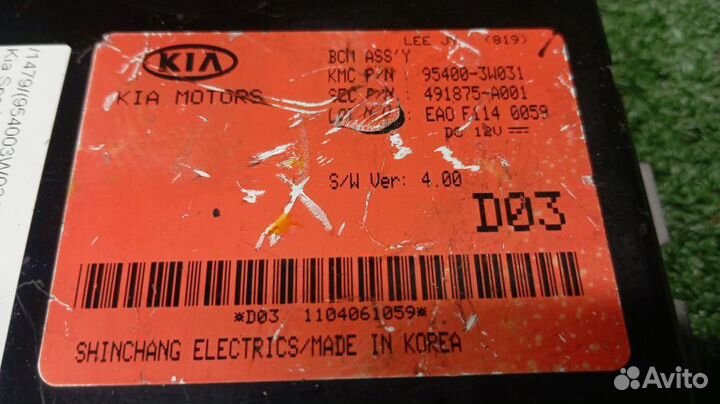 LEE (819)
KIA
BCM ASS'Y
KMC P/N : 95400-3W031
KIA MOTORS
SEC P/N : 491875-A001
: EAO F114 0059
DC 12V
S/W Ver: 4.00
D03
*D03 1104061059*
SHINCHANG ELECTRICS/MADE IN KOREA
Avito